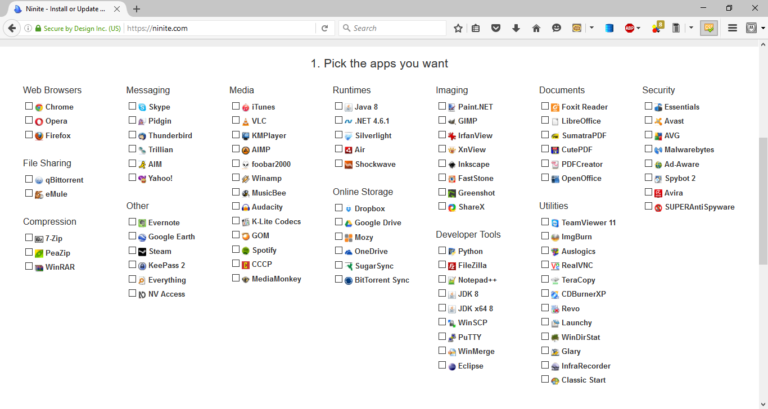 Ninite - Install or Update ...
Secure by Design Inc. (US)
https://ninite.com
Search
1. Pick the apps you want
Web Browsers
Chrome
Opera
Firefox
File Sharing
qBittorrent
eMule
Compression
7-Zip
PeaZip
WinRAR
Messaging
Skype
Pidgin
Thunderbird
Trillian
AIM
Yahoo!
Other
Evernote
Google Earth
Steam
KeePass 2
Everything
NV Access
Media
iTunes
VLC
KMPlayer
AIMP
foobar2000
Winamp
MusicBee
Audacity
K-Lite Codecs
GOM
Spotify
CCCP
MediaMonkey
Runtimes
Java 8
.NET 4.6.1
Silverlight
Air
Shockwave
Online Storage
Dropbox
Google Drive
Mozy
OneDrive
SugarSync
BitTorrent Sync
Imaging
Paint.NET
GIMP
IrfanView
XnView
Inkscape
FastStone
Greenshot
ShareX
Developer Tools
Python
FileZilla
Notepad++
JDK 8
JDK x64 8
WinSCP
PuTTY
WinMerge
Eclipse
Documents
Foxit Reader
LibreOffice
SumatraPDF
CutePDF
PDFCreator
OpenOffice
Utilities
TeamViewer 11
ImgBurn
Auslogics
RealVNC
TeraCopy
CDBurnerXP
Revo
Launchy
WinDirStat
Glary
InfraRecorder
Classic Start
Security
Essentials
Avast
AVG
Malwarebytes
Ad-Aware
Spybot 2
Avira
SUPERAntiSpyware